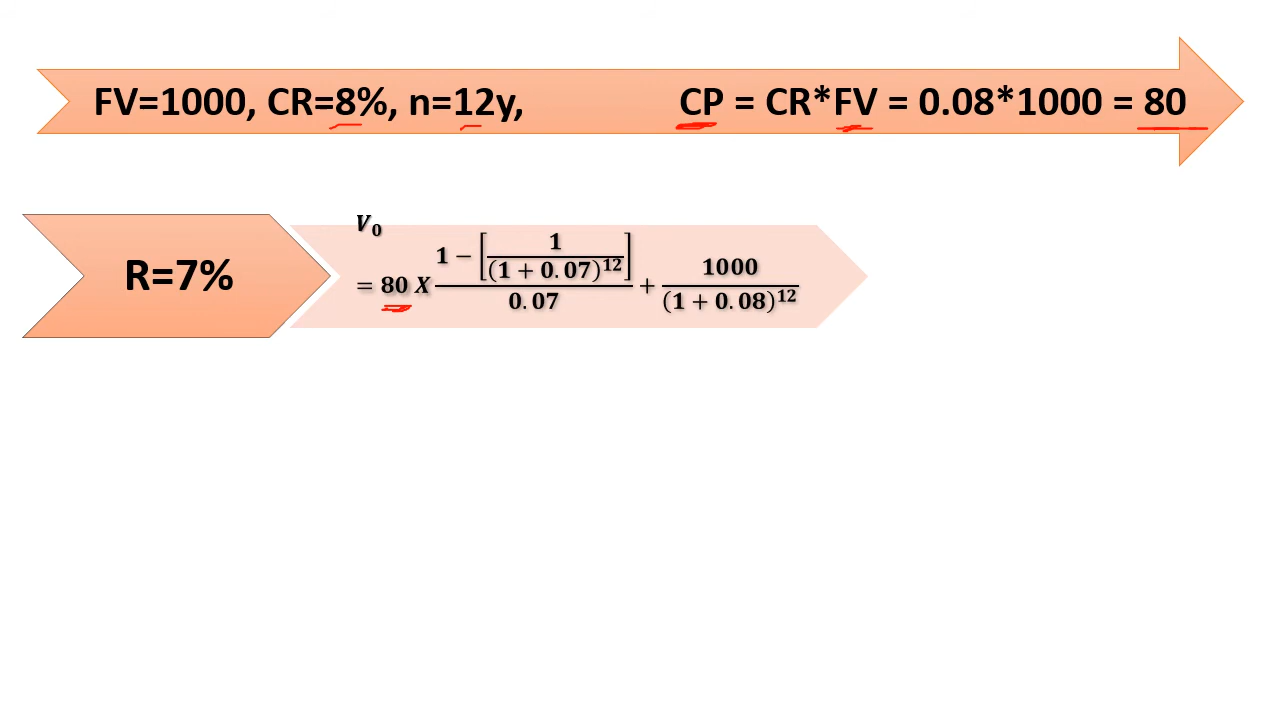 FV=1000, CR=8%, n=12y, CP = CR*FV = 0.08*1000 = 80
R=7%
V₀
= 80 X (1 − [1/(1 + 0.07)¹²])/0.07 + 1000/(1 + 0.08)¹²